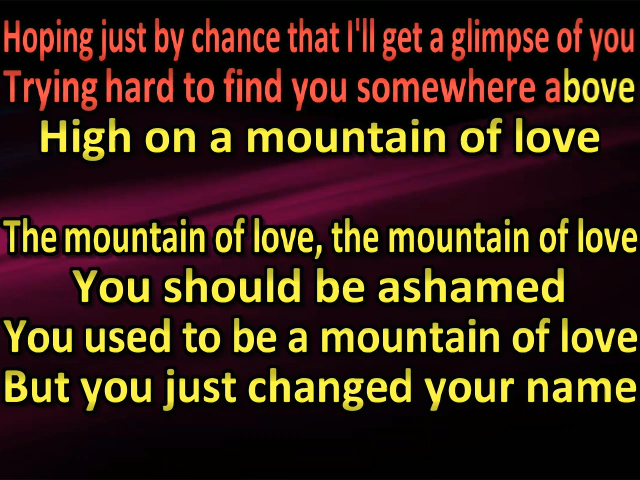 Hoping just by chance that I'll get a glimpse of you
Trying hard to find you somewhere above
High on a mountain of love
The mountain of love, the mountain of love
You should be ashamed
You used to be a mountain of love
But you just changed your name